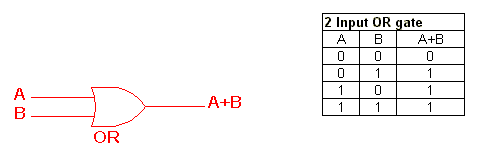 2 Input OR gate
A B A+B
0 0 0
0 1 1
1 0 1
1 1 1
A
B
A+B
OR